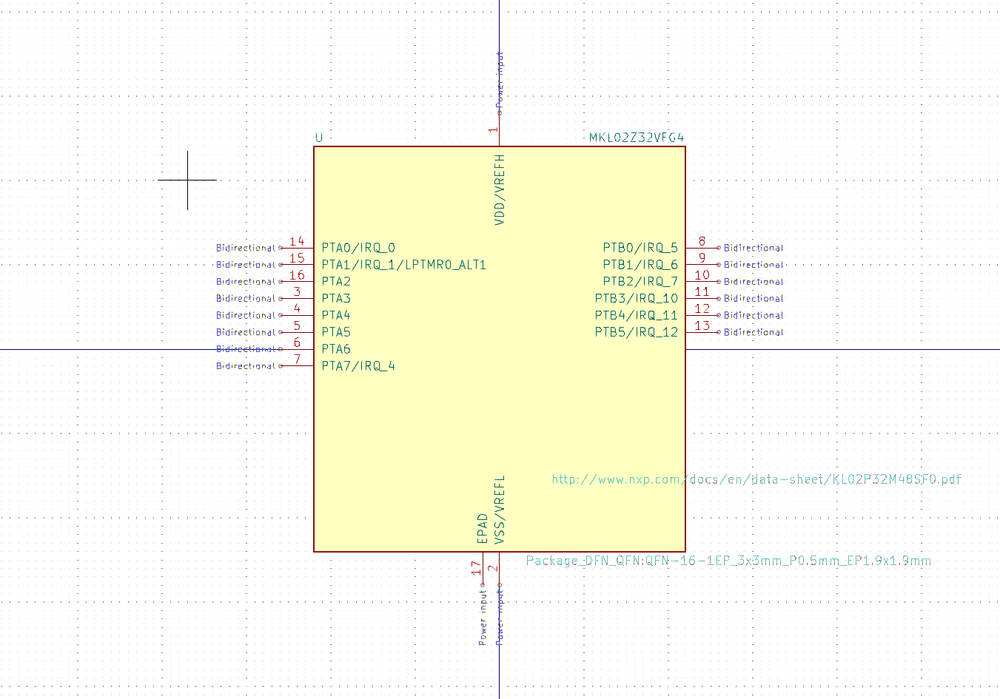 Power input
1
U
MKL02Z32VFG4
VDD/VREFH
Bidirectional 14 PTA0/IRQ_0
Bidirectional 15 PTA1/IRQ_1/LPTMR0_ALT1
Bidirectional 16 PTA2
Bidirectional 3 PTA3
Bidirectional 4 PTA4
Bidirectional 5 PTA5
Bidirectional 6 PTA6
Bidirectional 7 PTA7/IRQ_4
PTB0/IRQ_5 8 Bidirectional
PTB1/IRQ_6 9 Bidirectional
PTB2/IRQ_7 10 Bidirectional
PTB3/IRQ_10 11 Bidirectional
PTB4/IRQ_11 12 Bidirectional
PTB5/IRQ_12 13 Bidirectional
http://www.nxp.com/docs/en/data-sheet/KL02P32M48SF0.pdf
EPAD
VSS/VREFL
Package_DFN_QFN:QFN-16-1EP_3x3mm_P0.5mm_EP1.9x1.9mm
17
2
Power input
Power input